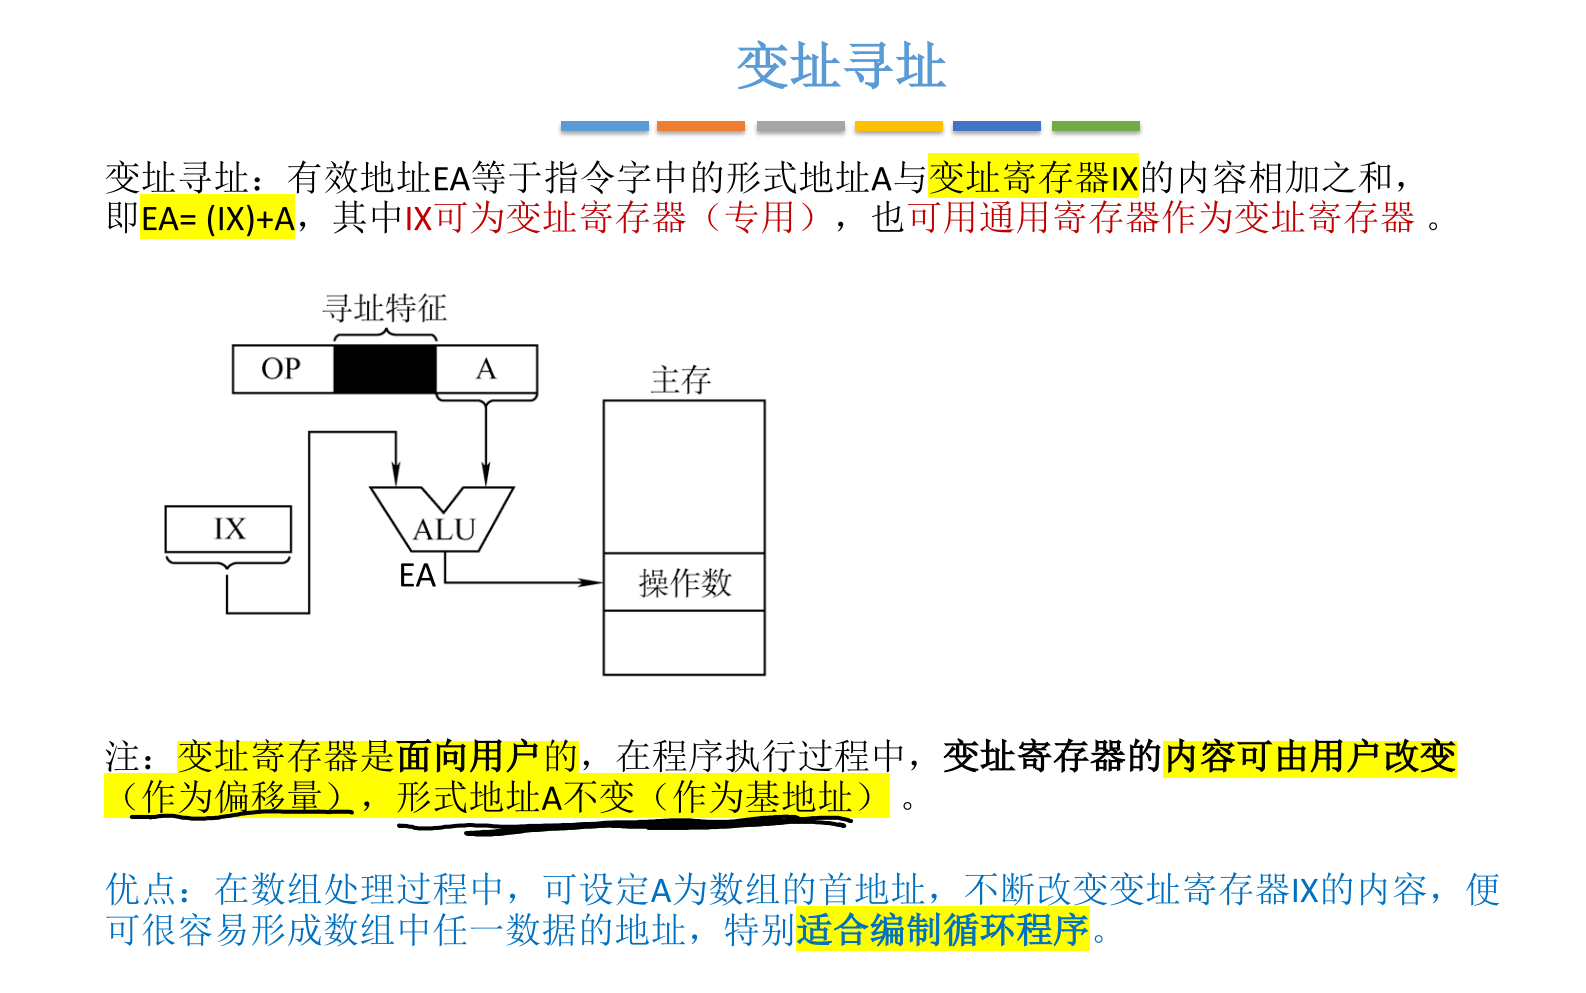 变址寻址
变址寻址：有效地址EA等于指令字中的形式地址A与变址寄存器IX的内容相加之和，
即EA= (IX)+A，其中IX可为变址寄存器（专用），也可用通用寄存器作为变址寄存器 。
寻址特征
OP
A
主存
IX
ALU
EA
操作数
注：变址寄存器是面向用户的，在程序执行过程中，变址寄存器的内容可由用户改变
（作为偏移量），形式地址A不变（作为基地址） 。
优点：在数组处理过程中，可设定A为数组的首地址，不断改变变址寄存器IX的内容，便
可很容易形成数组中任一数据的地址，特别适合编制循环程序。